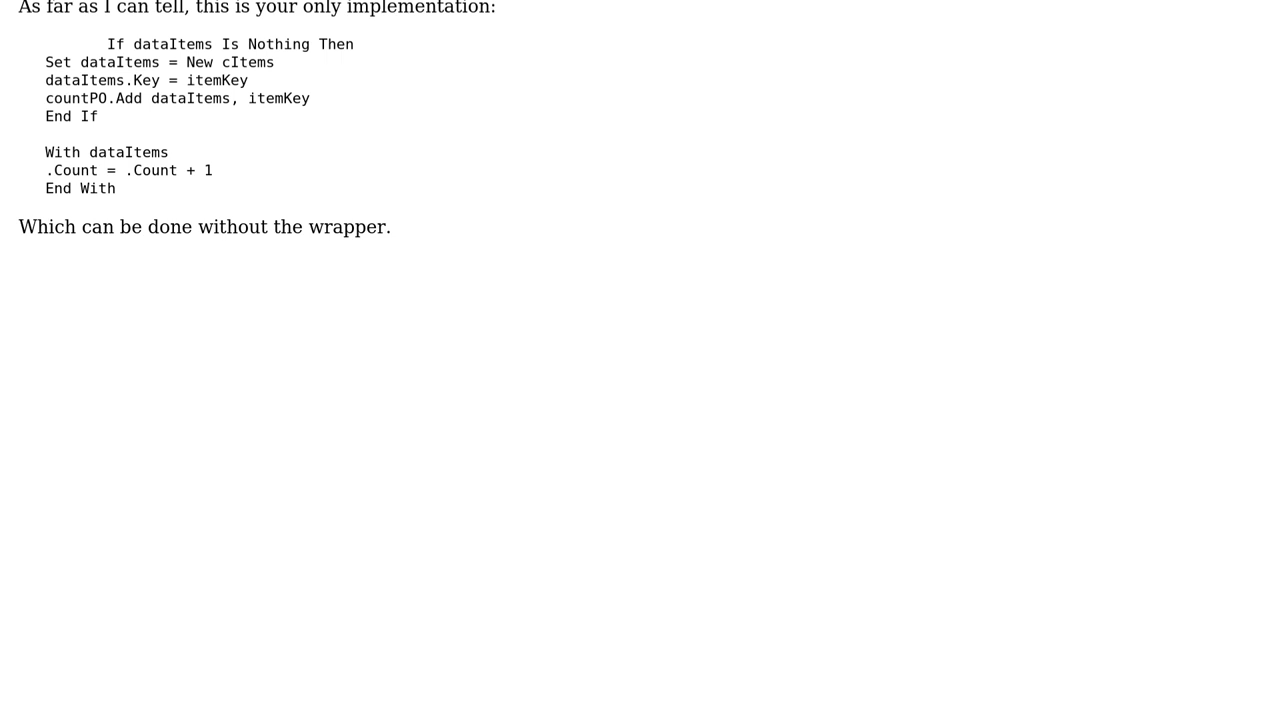 As far as I can tell, this is your only implementation:
If dataItems Is Nothing Then
Set dataItems = New cItems
dataItems.Key = itemKey
countPO.Add dataItems, itemKey
End If
With dataItems
.Count = .Count + 1
End With
Which can be done without the wrapper.